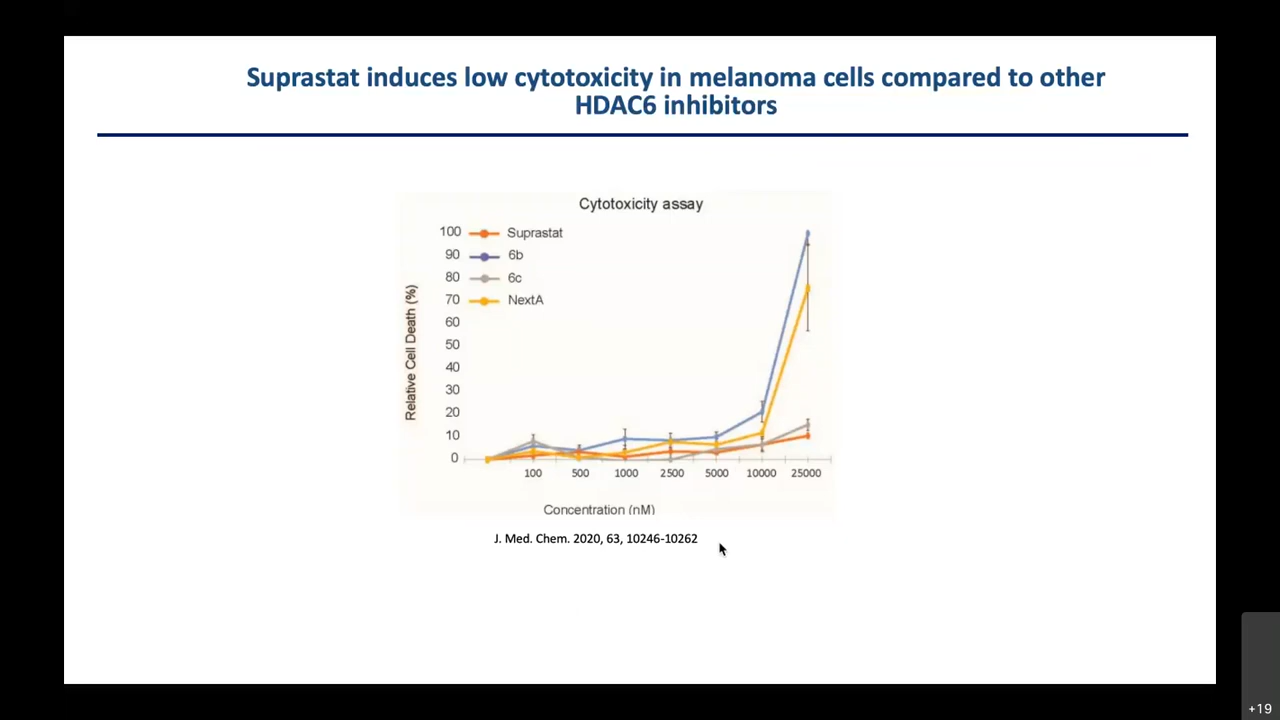 Suprastat induces low cytotoxicity in melanoma cells compared to other
HDAC6 inhibitors
Cytotoxicity assay
Relative Cell Death (%)
100
90
80
70
60
50
40
30
20
10
0
Suprastat
6b
6c
NextA
100 500 1000 2500 5000 10000 25000
Concentration (nM)
J. Med. Chem. 2020, 63, 10246-10262
+19